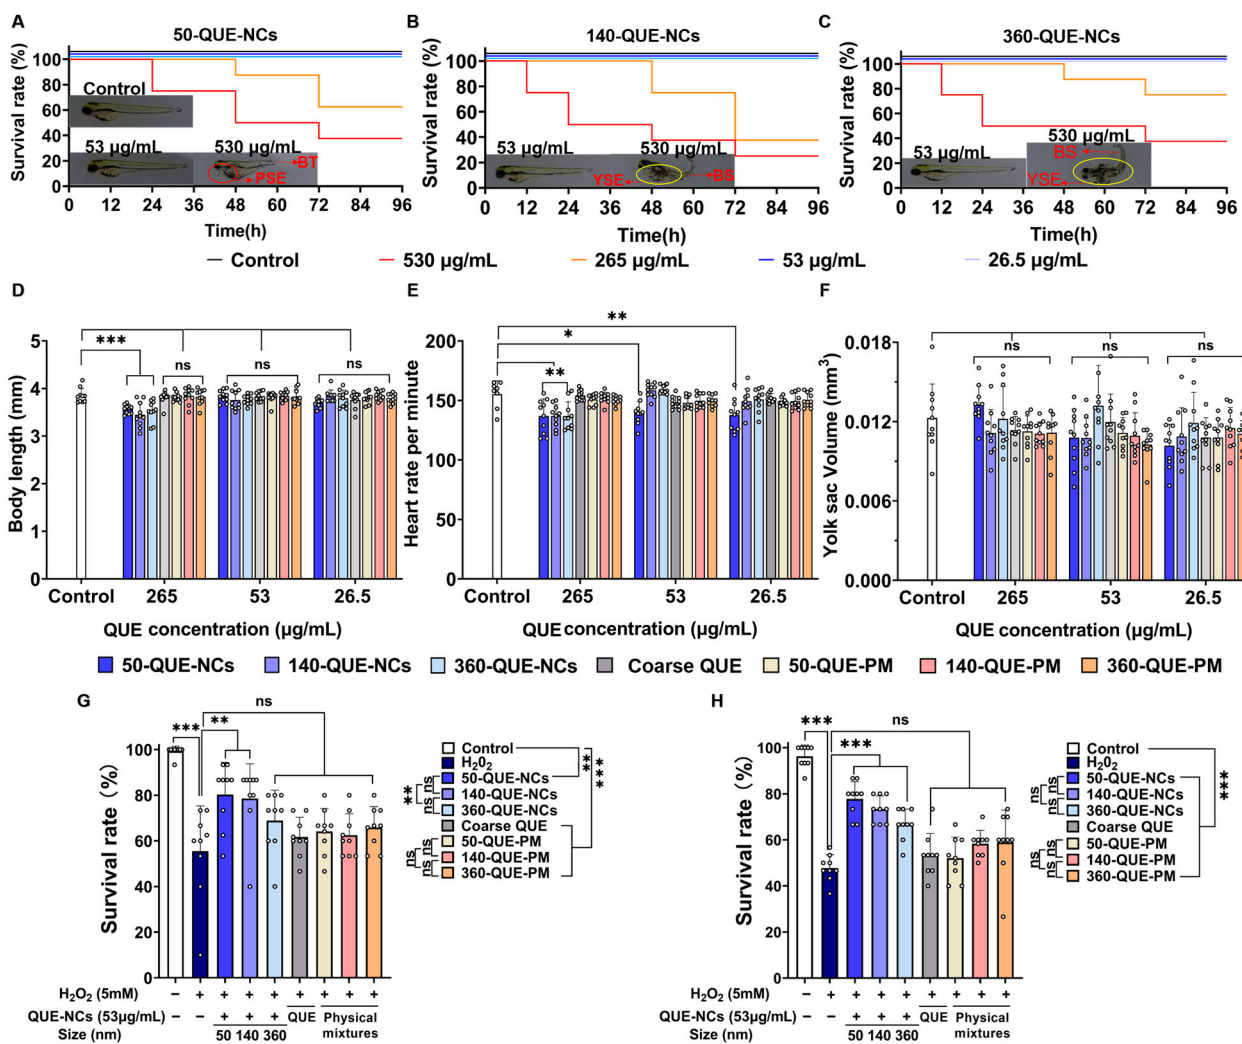 A
50-QUE-NCs
Survival rate (%)
100
80
60
40
20
0
Control
53 µg/mL
530 µg/mL
BT
PSE
0 12 24 36 48 60 72 84 96
Time(h)
B
140-QUE-NCs
Survival rate (%)
100
80
60
40
20
0
53 µg/mL
530 µg/mL
YSE
BS
0 12 24 36 48 60 72 84 96
Time(h)
C
360-QUE-NCs
Survival rate (%)
100
80
60
40
20
0
53 µg/mL
530 µg/mL
BS
YSE
0 12 24 36 48 60 72 84 96
Time(h)
Control 530 µg/mL 265 µg/mL 53 µg/mL 26.5 µg/mL
D
Body length (mm)
5
4
3
2
1
0
***
ns ns ns
Control 265 53 26.5
QUE concentration (µg/mL)
E
Heart rate per minute
200
150
100
50
0
**
*
**
Control 265 53 26.5
QUE concentration (µg/mL)
F
Yolk sac Volume (mm³)
0.018
0.012
0.006
0.000
ns ns ns
Control 265 53 26.5
QUE concentration (µg/mL)
50-QUE-NCs 140-QUE-NCs 360-QUE-NCs Coarse QUE 50-QUE-PM 140-QUE-PM 360-QUE-PM
G
Survival rate (%)
100
80
60
40
20
0
ns
*** **
Control
H₂O₂
50-QUE-NCs
140-QUE-NCs
360-QUE-NCs
Coarse QUE
50-QUE-PM
140-QUE-PM
360-QUE-PM
** ns ns
ns ns ns
**
***
H₂O₂ (5mM) − + + + + + + + +
QUE-NCs (53µg/mL) − − + + + QUE Physical mixtures
Size (nm) 50 140 360
H
Survival rate (%)
100
80
60
40
20
0
*** ns
***
Control
H₂O₂
50-QUE-NCs
140-QUE-NCs
360-QUE-NCs
Coarse QUE
50-QUE-PM
140-QUE-PM
360-QUE-PM
ns ns ns
ns ns ns
***
H₂O₂ (5mM) − + + + + + + + +
QUE-NCs (53µg/mL) − − + + + QUE Physical mixtures
Size (nm) 50 140 360